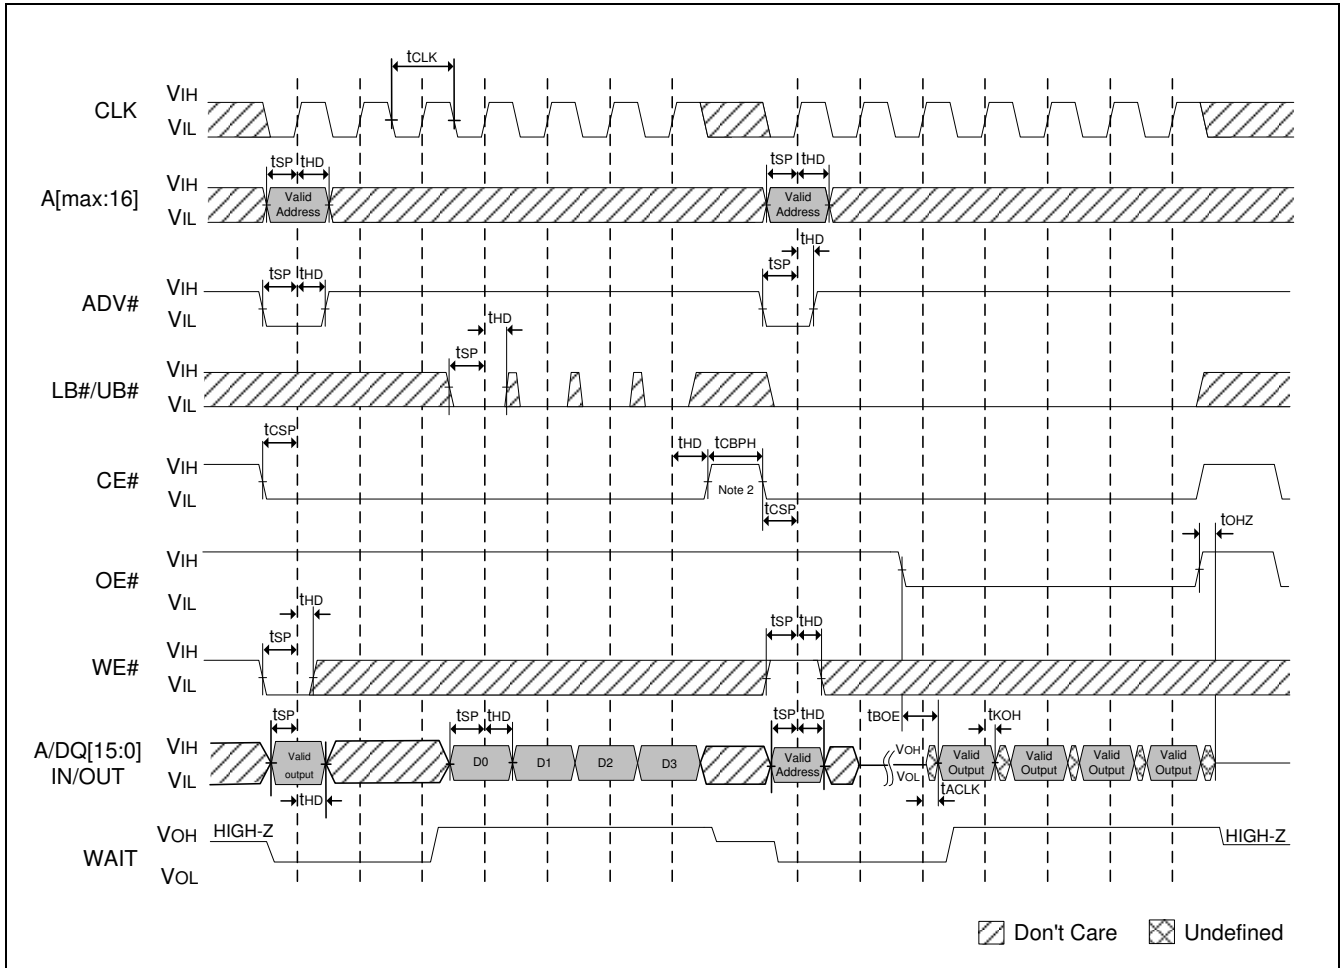 tCLK
CLK
VIH
VIL
tSP tHD tSP tHD
A[max:16]
VIH
VIL
Valid Address
Valid Address
tHD
tSP tHD tSP
ADV#
VIH
VIL
tHD
tSP
LB#/UB#
VIH
VIL
tCSP
tHD tCBPH
CE#
VIH
VIL
Note 2
tCSP
tOHZ
OE#
VIH
VIL
tHD
tSP tSP tHD
WE#
VIH
VIL
tSP tSP tHD tSP tHD tBOE tKOH
A/DQ[15:0]
IN/OUT
VIH
VIL
Valid output
D0 D1 D2 D3
Valid Address
VOH
VOL
Valid Output
Valid Output
Valid Output
Valid Output
tHD tACLK
WAIT
VOH
VOL
HIGH-Z HIGH-Z
Don't Care Undefined